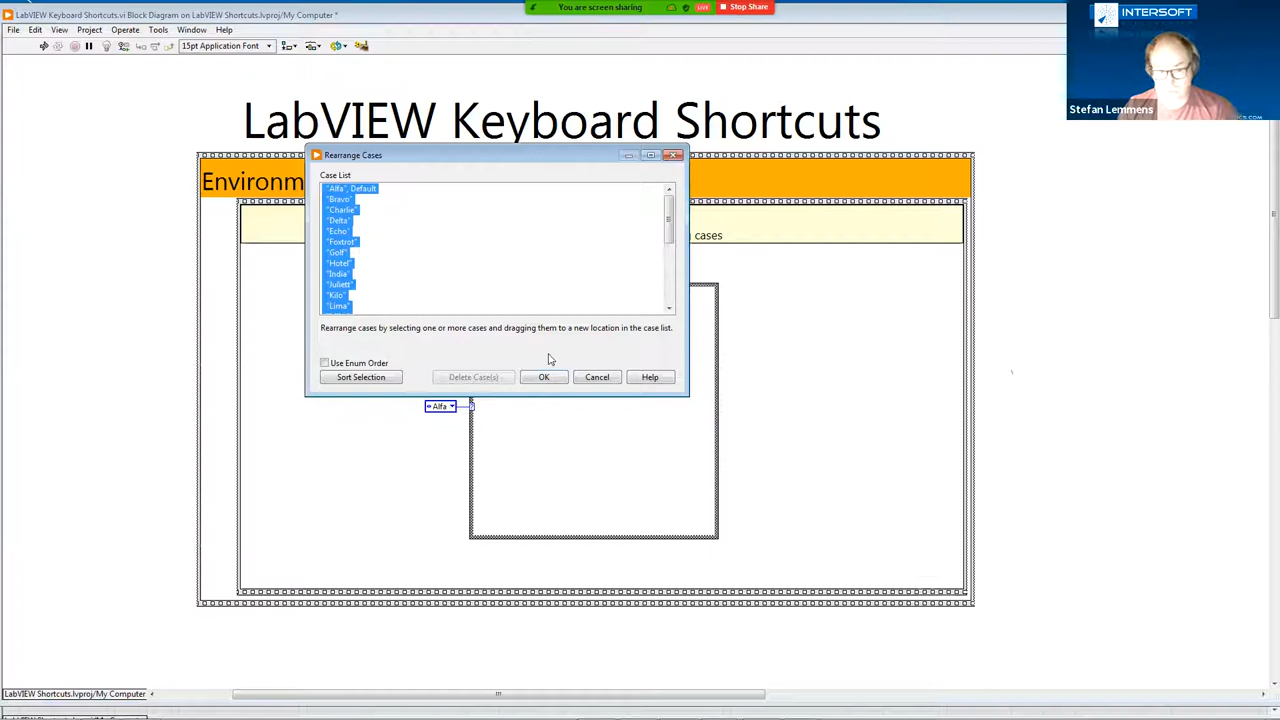 LabVIEW Keyboard Shortcuts.vi Block Diagram on LabVIEW Shortcuts.lvproj/My Computer *
You are screen sharing
LIVE
Stop Share
File Edit View Project Operate Tools Window Help
15pt Application Font
INTERSOFT
Stefan Lemmens
LabVIEW Keyboard Shortcuts
Environm
cases
Rearrange Cases
Case List
"Alfa", Default
"Bravo"
"Charlie"
"Delta"
"Echo"
"Foxtrot"
"Golf"
"Hotel"
"India"
"Juliett"
"Kilo"
"Lima"
Rearrange cases by selecting one or more cases and dragging them to a new location in the case list.
Use Enum Order
Sort Selection Delete Case(s) OK Cancel Help
Alfa
?
LabVIEW Shortcuts.lvproj/My Computer